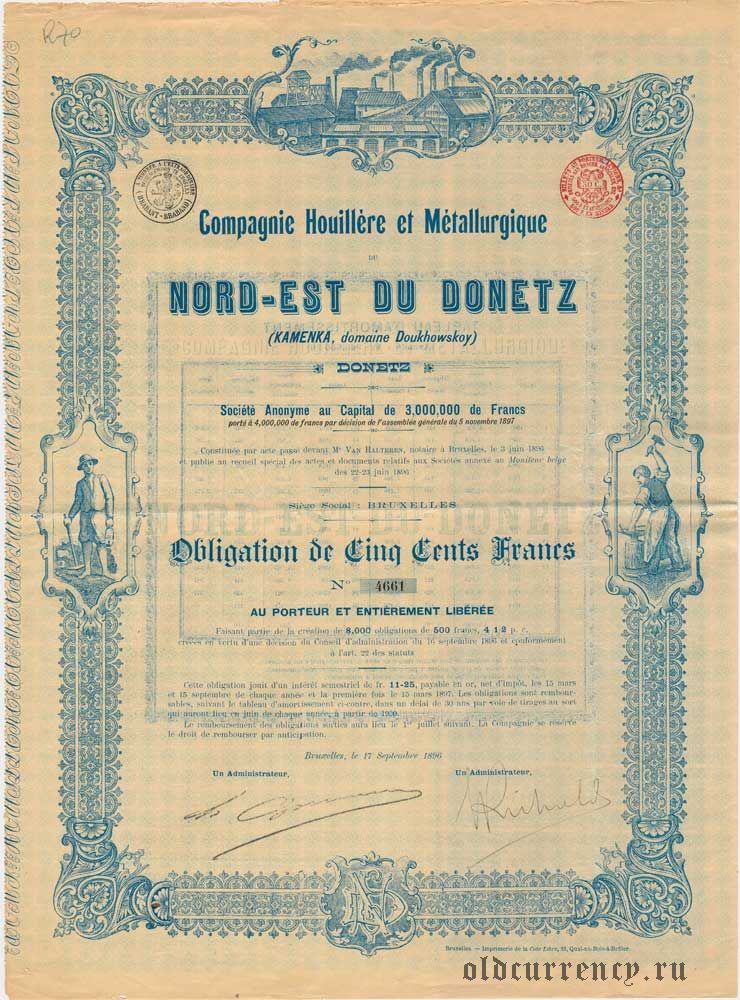 R70
Compagnie Houillère et Métallurgique
DU
NORD-EST DU DONETZ
(KAMENKA, domaine Doukhowskoy)
DONETZ
Société Anonyme au Capital de 3,000,000 de Francs
porté à 4,000,000 de francs par décision de l'assemblée générale du 5 novembre 1897
Constituée par acte passé devant Me VAN HALTEREN, notaire à Bruxelles, le 3 juin 1896
et publié au recueil spécial des actes et documents relatifs aux Sociétés annexé au Moniteur belge
des 22-23 juin 1896
Siège Social : BRUXELLES
Obligation de Cinq Cents Francs
No 4661
AU PORTEUR ET ENTIÈREMENT LIBÉRÉE
Faisant partie de la création de 8,000 obligations de 500 francs, 4 1/2 p. c.
créées en vertu d'une décision du Conseil d'administration du 16 septembre 1896 et conformément
à l'art. 22 des statuts
Cette obligation jouit d'un intérêt semestriel de fr. 11-25, payable en or, net d'impôt, les 15 mars
et 15 septembre de chaque année et la première fois le 15 mars 1897. Les obligations sont rembour-
sables, suivant le tableau d'amortissement ci-contre, dans un délai de 30 ans par voie de tirages au sort
qui auront lieu en juin de chaque année, à partir de 1900.
Le remboursement des obligations sorties aura lieu le 1er juillet suivant. La Compagnie se réserve
le droit de rembourser par anticipation.
Bruxelles, le 17 Septembre 1896
Un Administrateur,
Un Administrateur,
Bruxelles. — Imprimerie de la Cote Libre, Quai-au-Bois-à-Brûler.
oldcurrency.ru